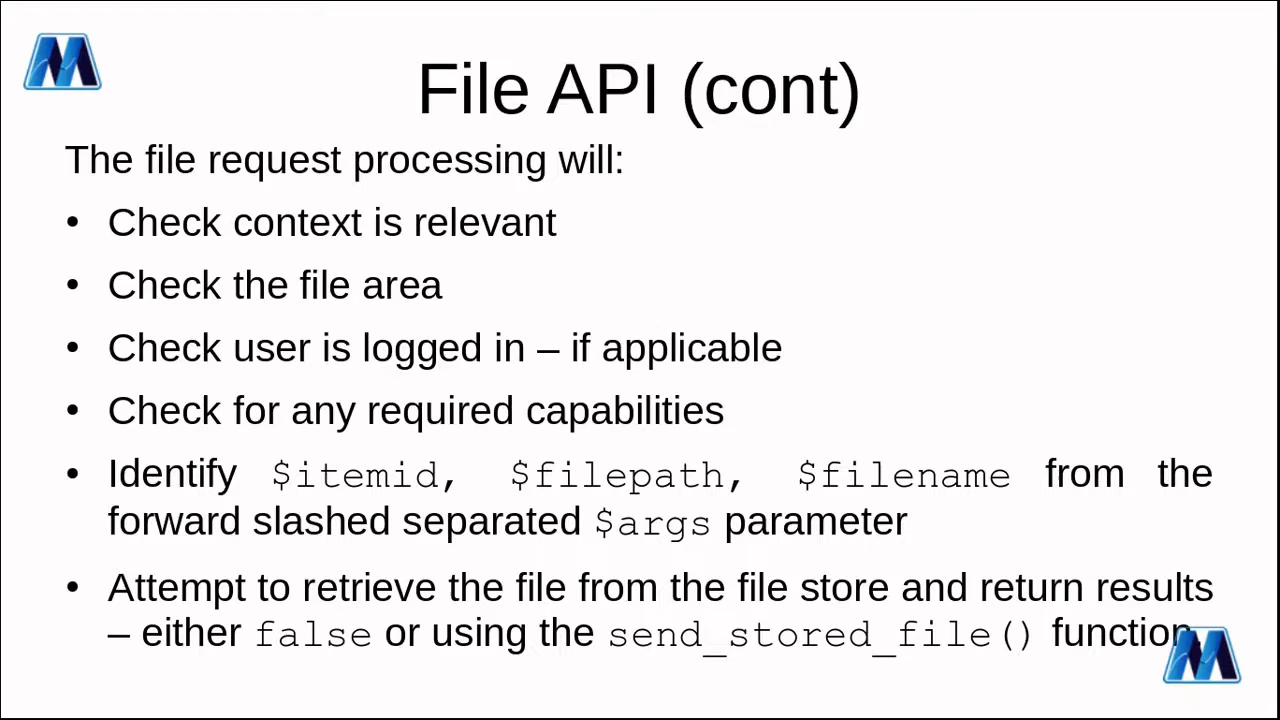 File API (cont)
The file request processing will:
• Check context is relevant
• Check the file area
• Check user is logged in – if applicable
• Check for any required capabilities
• Identify $itemid, $filepath, $filename from the
forward slashed separated $args parameter
• Attempt to retrieve the file from the file store and return results
– either false or using the send_stored_file() function.